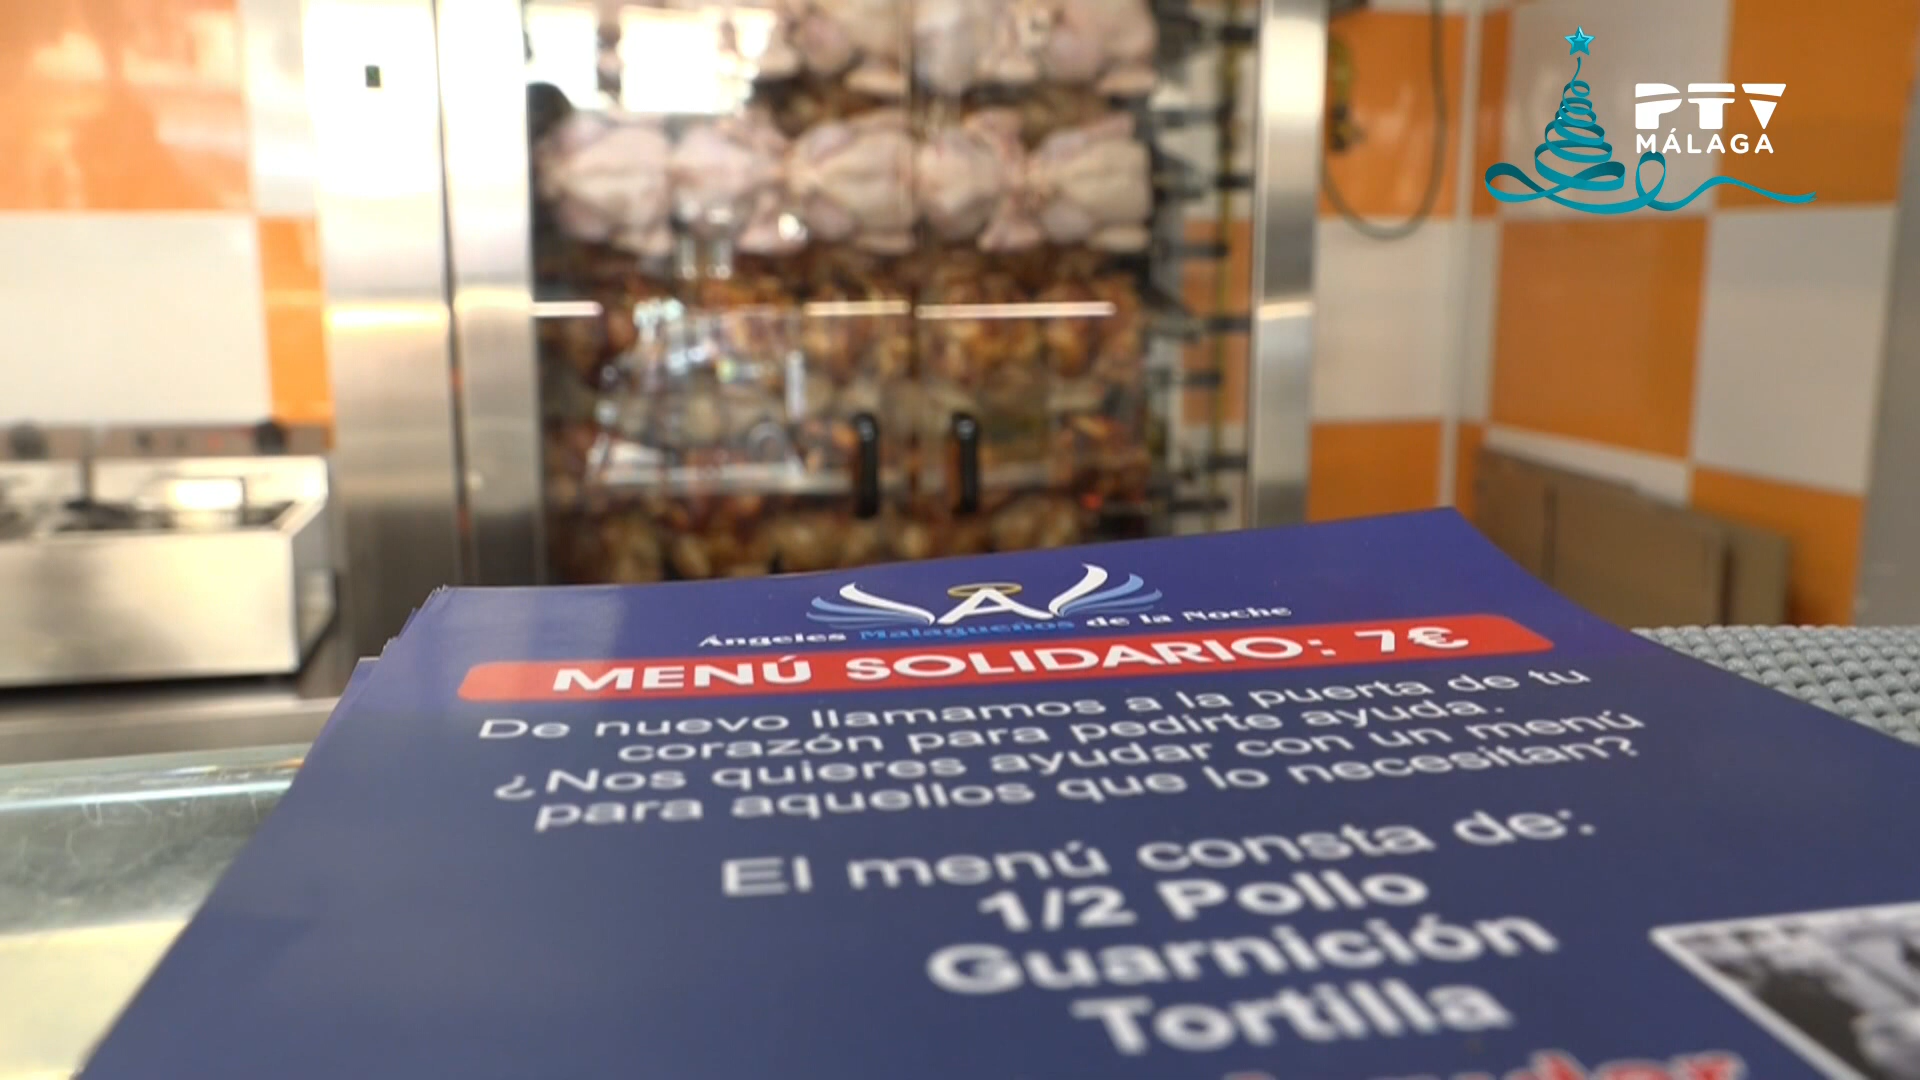 PTV
MÁLAGA
A
Ángeles Malagueños de la Noche
MENÚ SOLIDARIO: 7€
De nuevo llamamos a la puerta de tu
corazón para pedirte ayuda.
¿Nos quieres ayudar con un menú
para aquellos que lo necesitan?
El menú consta de:
1/2 Pollo
Guarnición
Tortilla